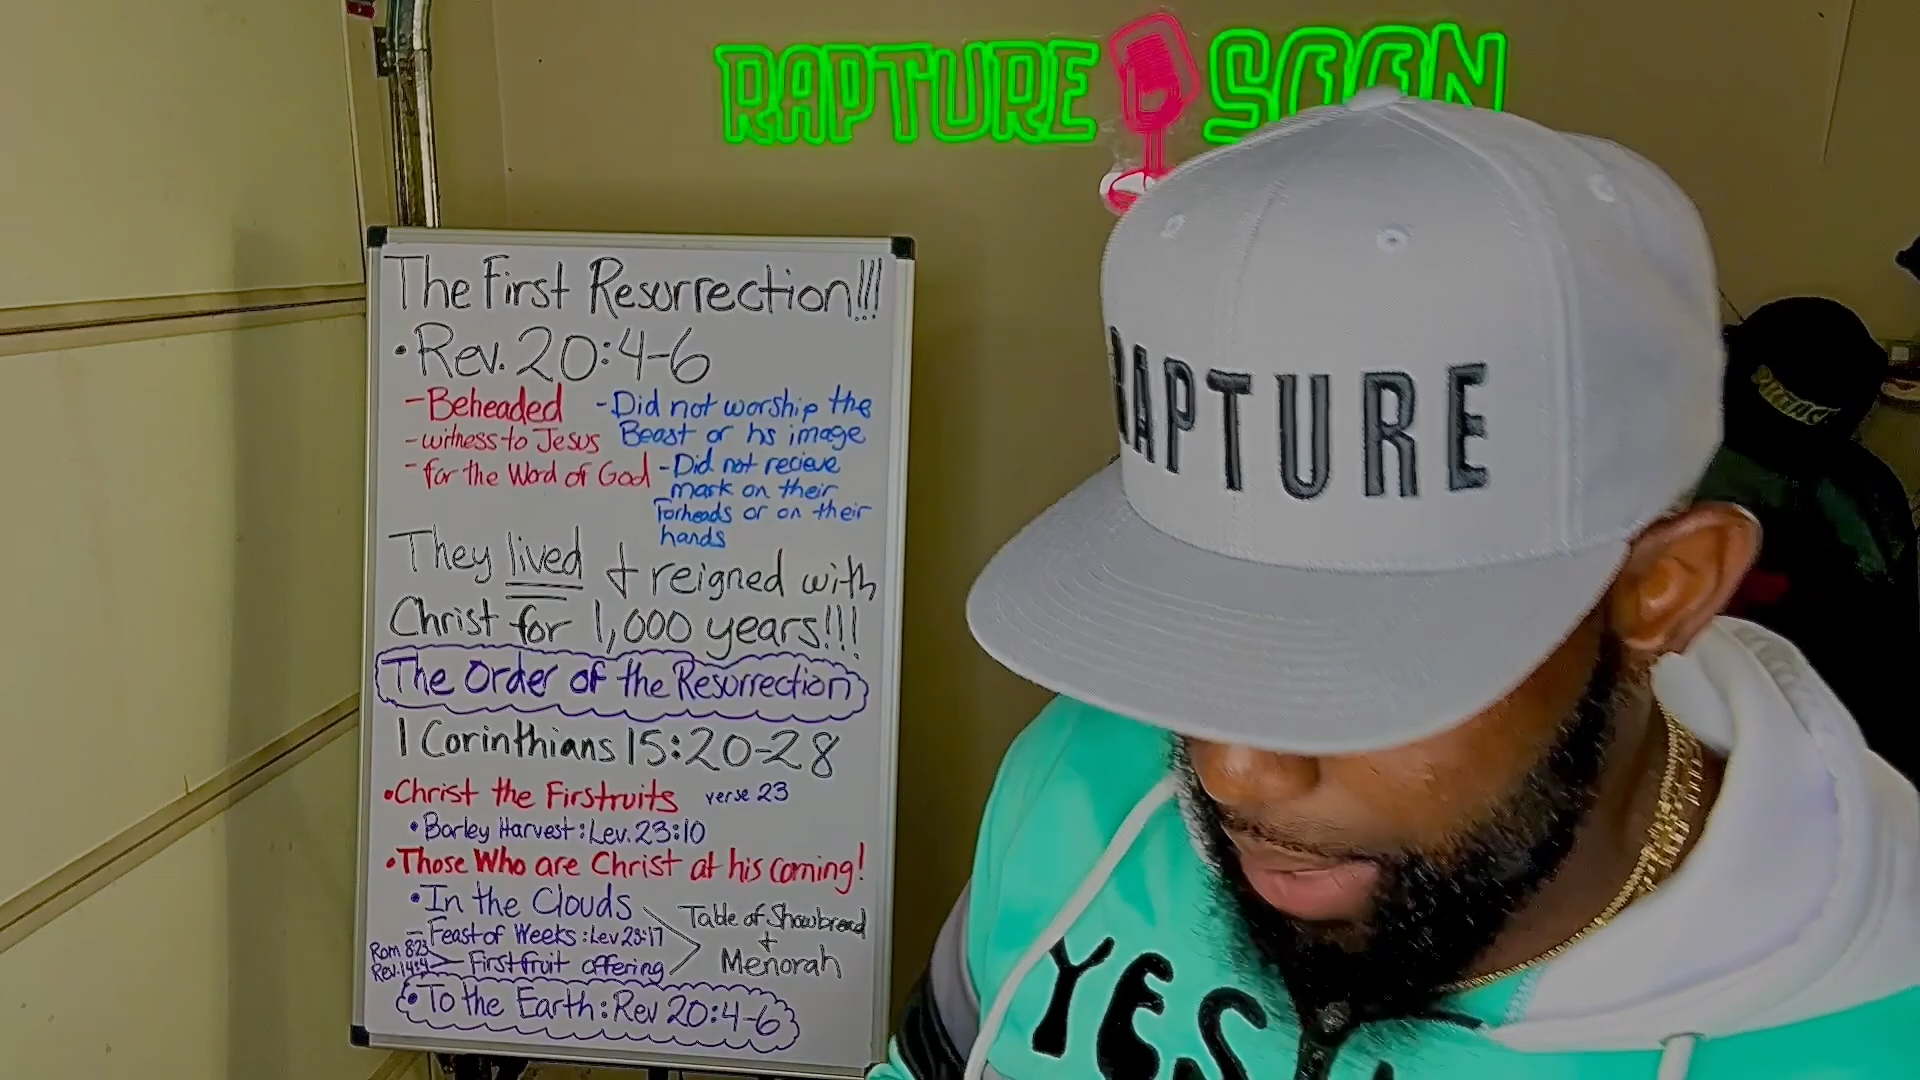 RAPTURE SOON
The First Resurrection!!!
•Rev. 20:4-6
-Beheaded
-witness to Jesus
-for the Word of God
-Did not worship the
Beast or hs image
-Did not recieve
mark on their
Forheads or on their
hands
They lived + reigned with
Christ for 1,000 years!!!
The Order of the Resurrection
1 Corinthians 15:20-28
•Christ the Firstruits verse 23
•Barley Harvest: Lev. 23:10
•Those Who are Christ at his coming!
•In the Clouds
-Feast of Weeks: Lev 23:17
Rom 8:23
Rev. 14:4
First fruit offering
Table of Showbread
+
Menorah
•To the Earth: Rev 20:4-6
RAPTURE
YES